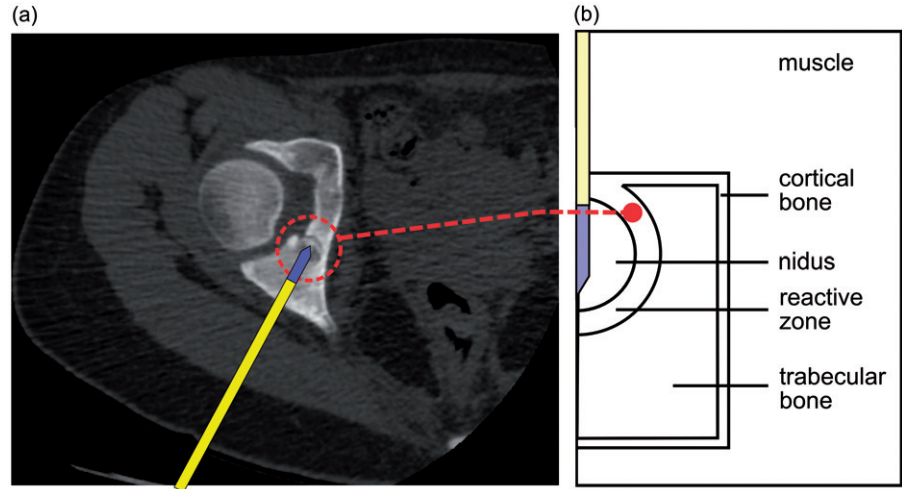 (a)
(b)
muscle
cortical
bone
nidus
reactive
zone
trabecular
bone